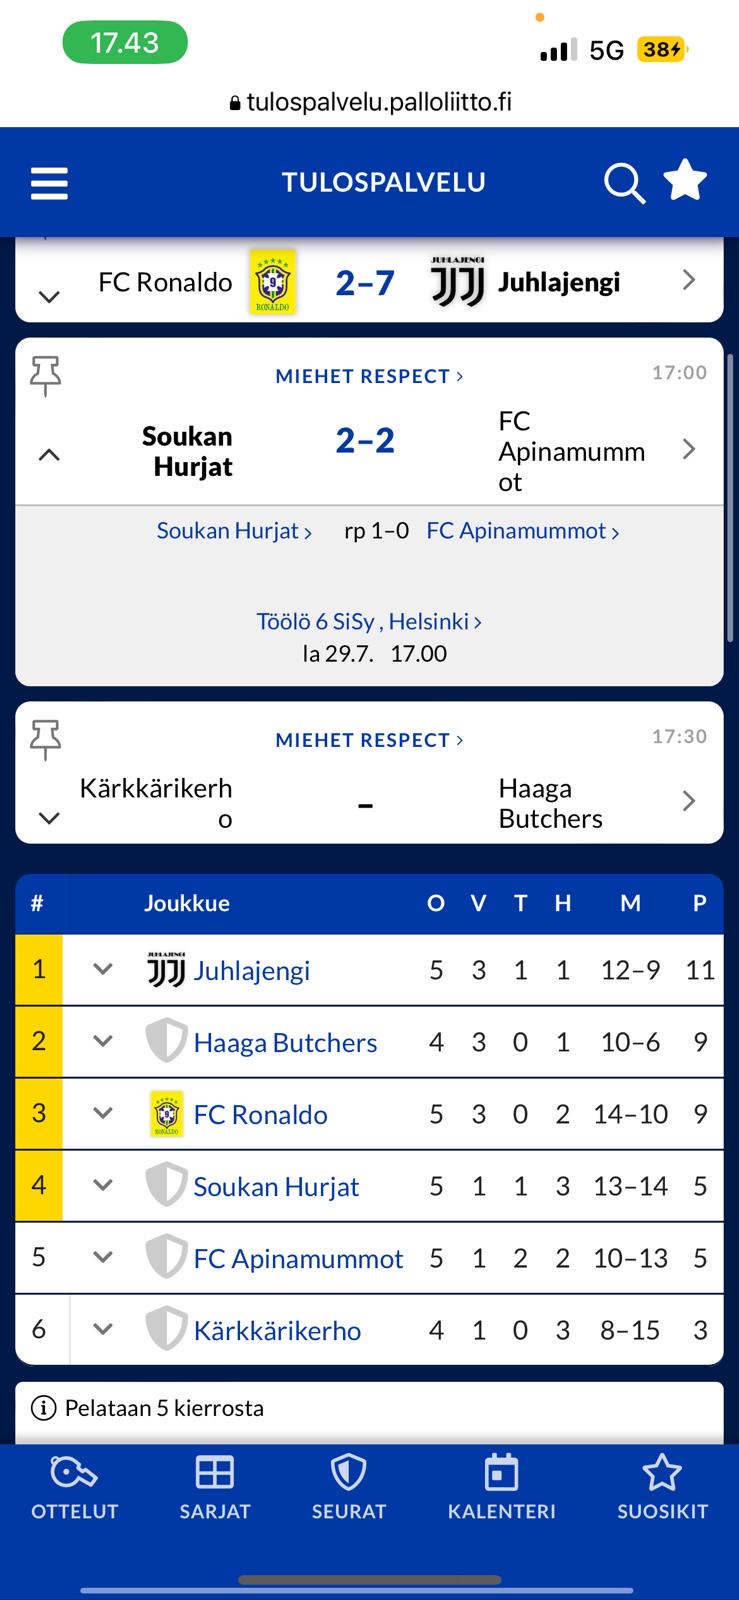 17.43
5G
38
tulospalvelu.palloliitto.fi
TULOSPALVELU
FC Ronaldo 2–7 Juhlajengi
RONALDO
JUHLAJENGI
MIEHET RESPECT ›
17:00
Soukan
Hurjat
2–2
FC
Apinamumm
ot
Soukan Hurjat › rp 1–0 FC Apinamummot ›
Töölö 6 SiSy , Helsinki ›
la 29.7. 17.00
MIEHET RESPECT ›
17:30
Kärkkärikerh
o
–
Haaga
Butchers
# Joukkue O V T H M P
1 Juhlajengi 5 3 1 1 12–9 11
2 Haaga Butchers 4 3 0 1 10–6 9
3 FC Ronaldo 5 3 0 2 14–10 9
4 Soukan Hurjat 5 1 1 3 13–14 5
5 FC Apinamummot 5 1 2 2 10–13 5
6 Kärkkärikerho 4 1 0 3 8–15 3
Pelataan 5 kierrosta
OTTELUT SARJAT SEURAT KALENTERI SUOSIKIT